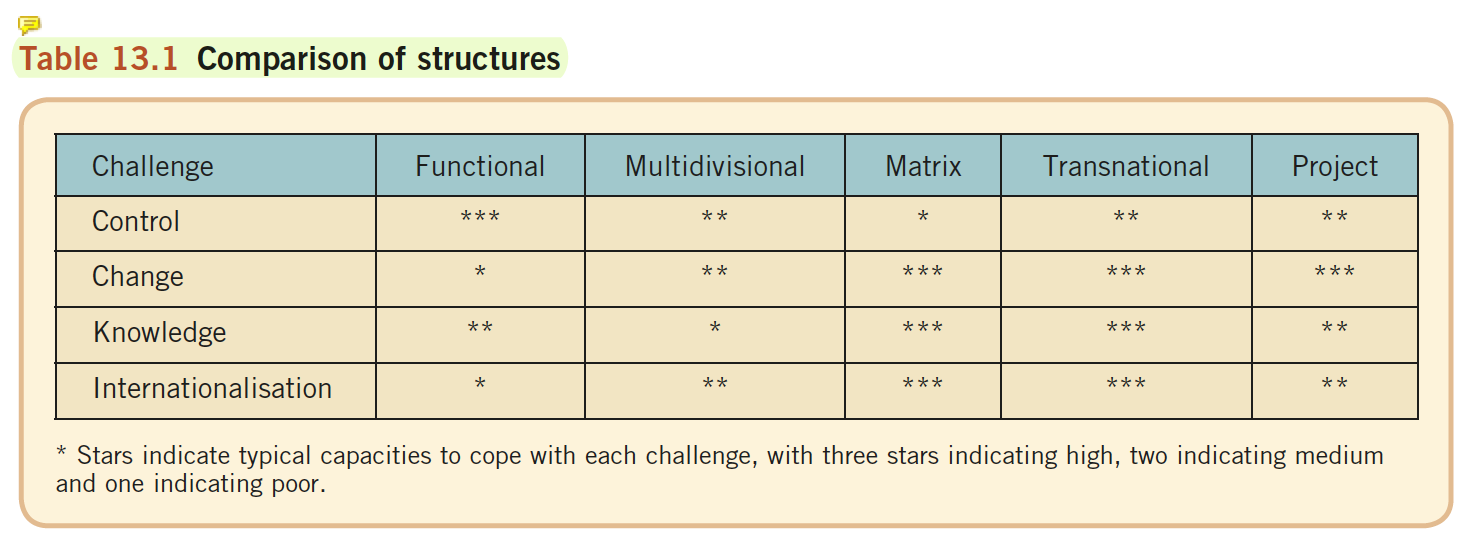 Table 13.1 Comparison of structures
Challenge Functional Multidivisional Matrix Transnational Project
Control *** ** * ** **
Change * ** *** *** ***
Knowledge ** * *** *** **
Internationalisation * ** *** *** **
* Stars indicate typical capacities to cope with each challenge, with three stars indicating high, two indicating medium
and one indicating poor.